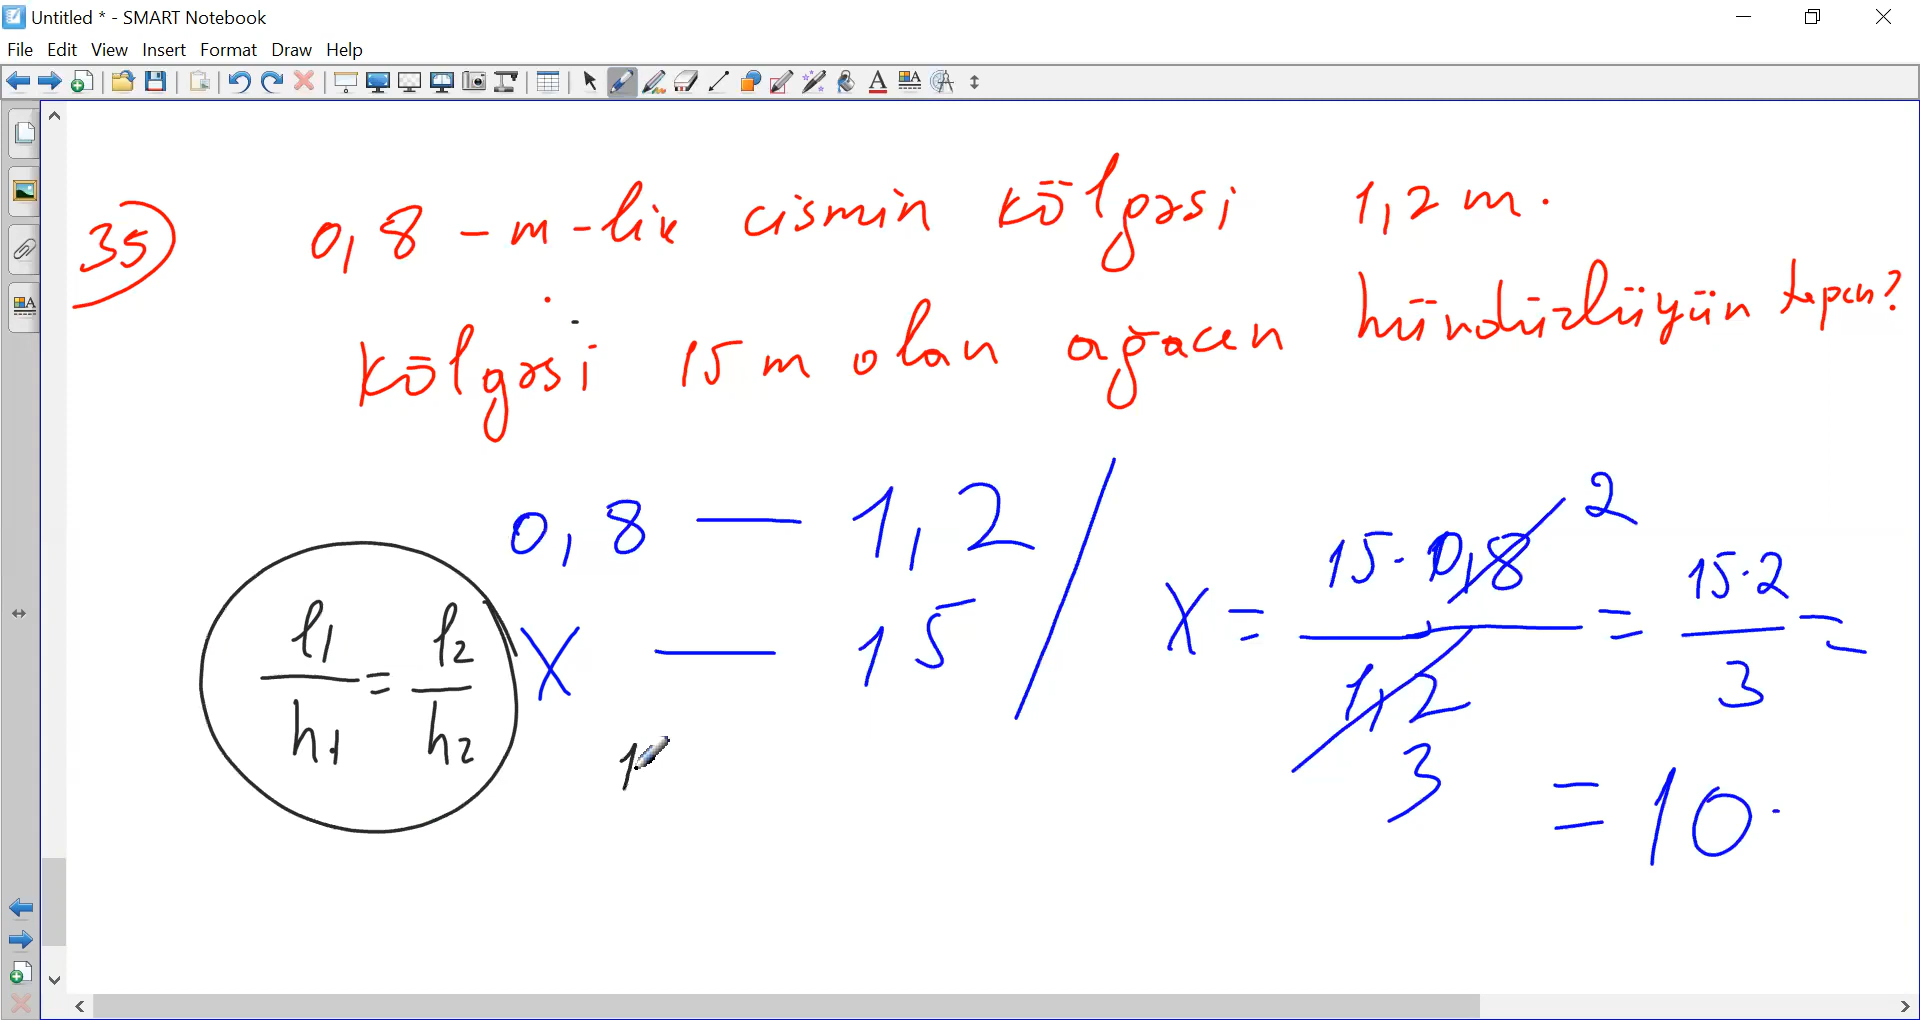 Untitled * - SMART Notebook
File Edit View Insert Format Draw Help
35) 0,8 - m - lik cismin kölgəsi 1,2 m.
kölgəsi 15 m olan ağacın hündürlüyün tapın?
0,8 — 1,2
x — 15
l1/h1 = l2/h2
x = 15·0,8/1,2 = 15·2/3 =
2
3
= 10.
1